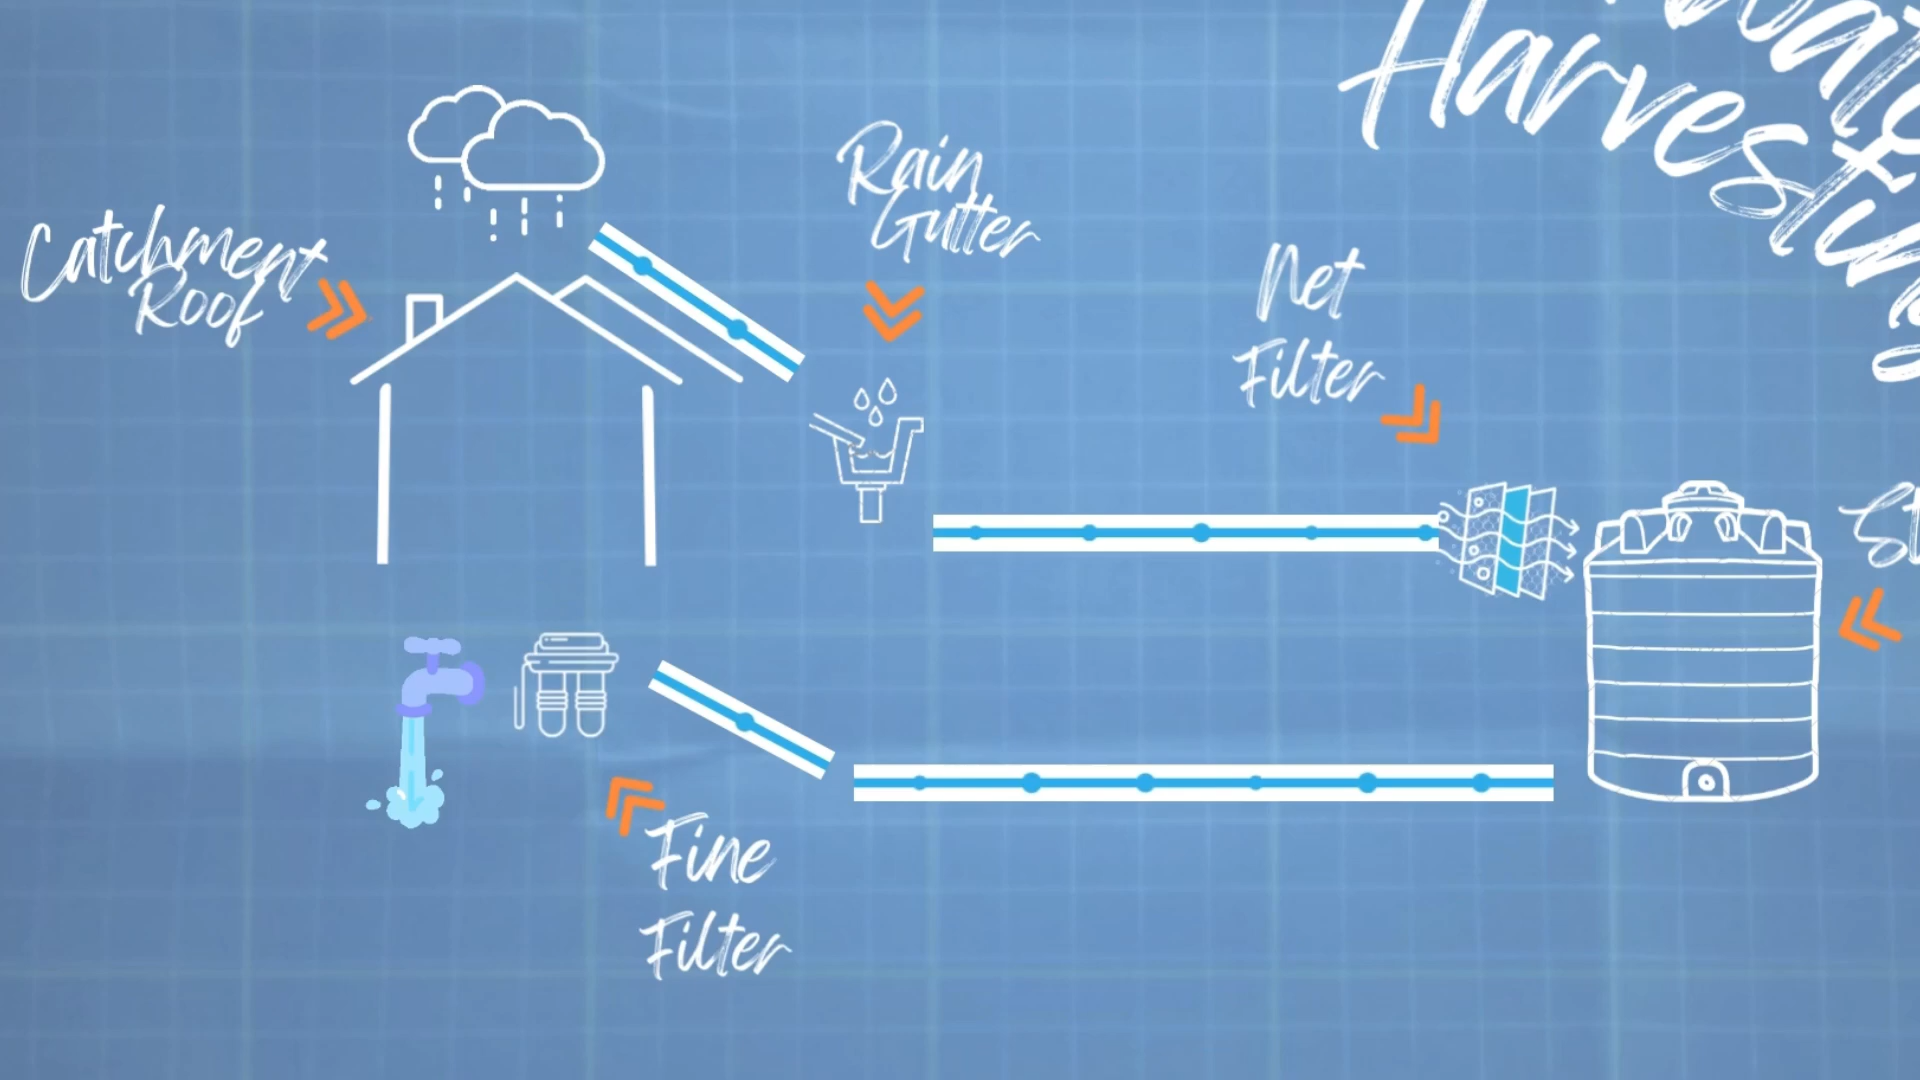 Harvesting
Catchment
Roof
Rain
Gutter
Net
Filter
Fine
Filter